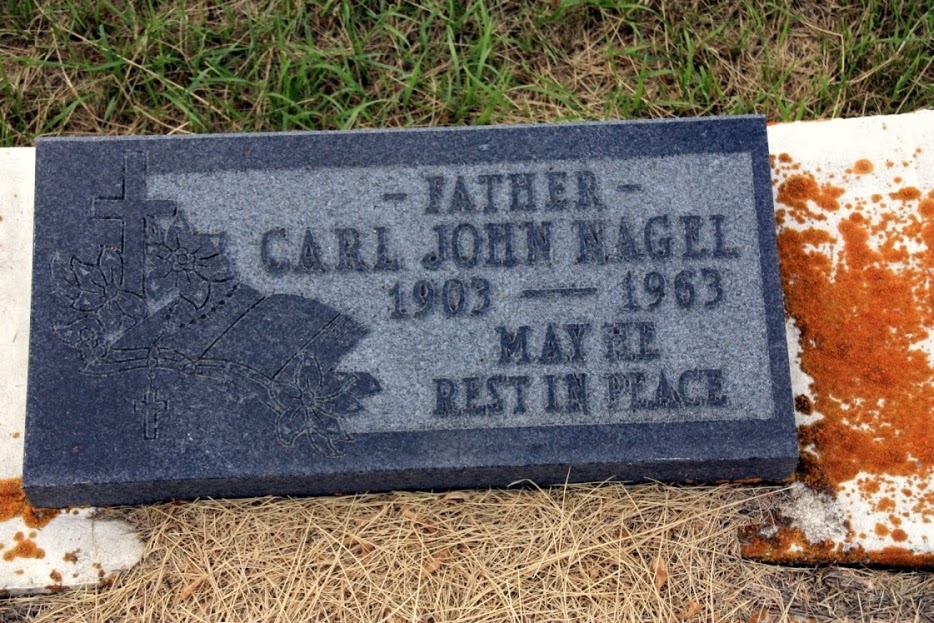 - FATHER -
CARL JOHN NAGEL
1903 — 1963
MAY HE
REST IN PEACE